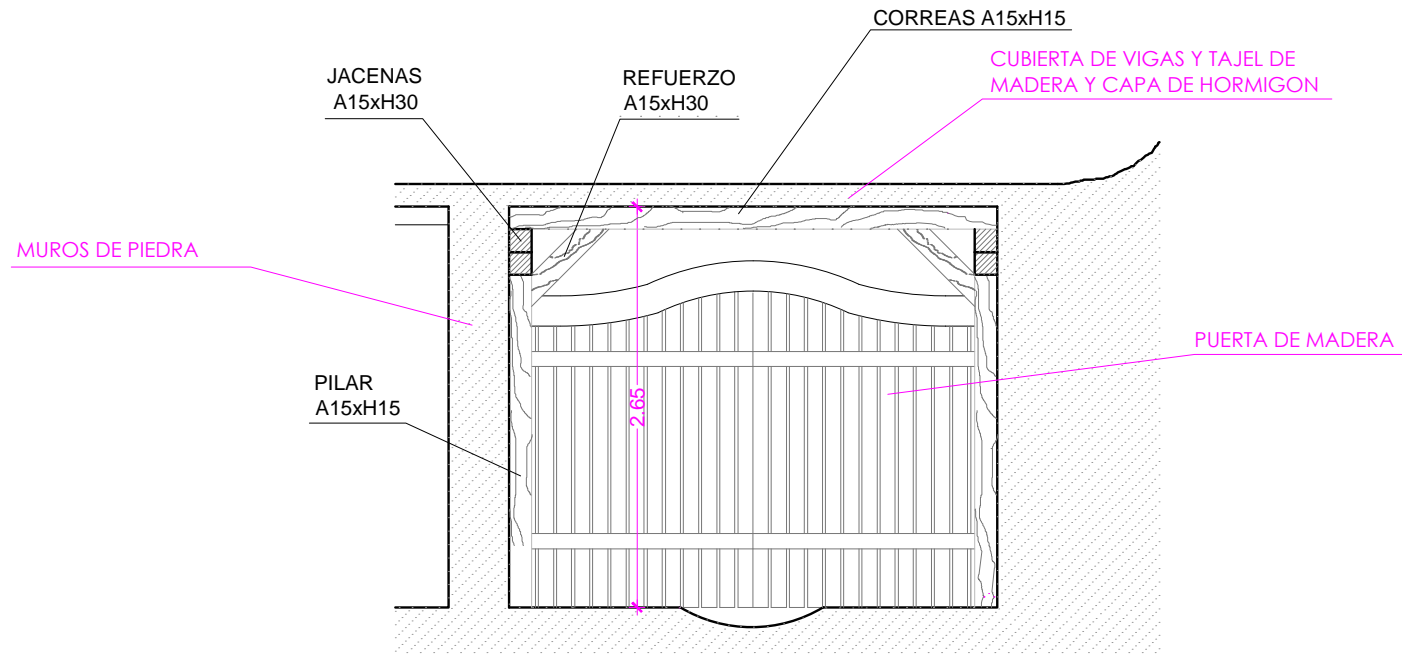 CORREAS A15xH15
CUBIERTA DE VIGAS Y TAJEL DE
MADERA Y CAPA DE HORMIGON
JACENAS
A15xH30
REFUERZO
A15xH30
MUROS DE PIEDRA
PUERTA DE MADERA
PILAR
A15xH15
2.65